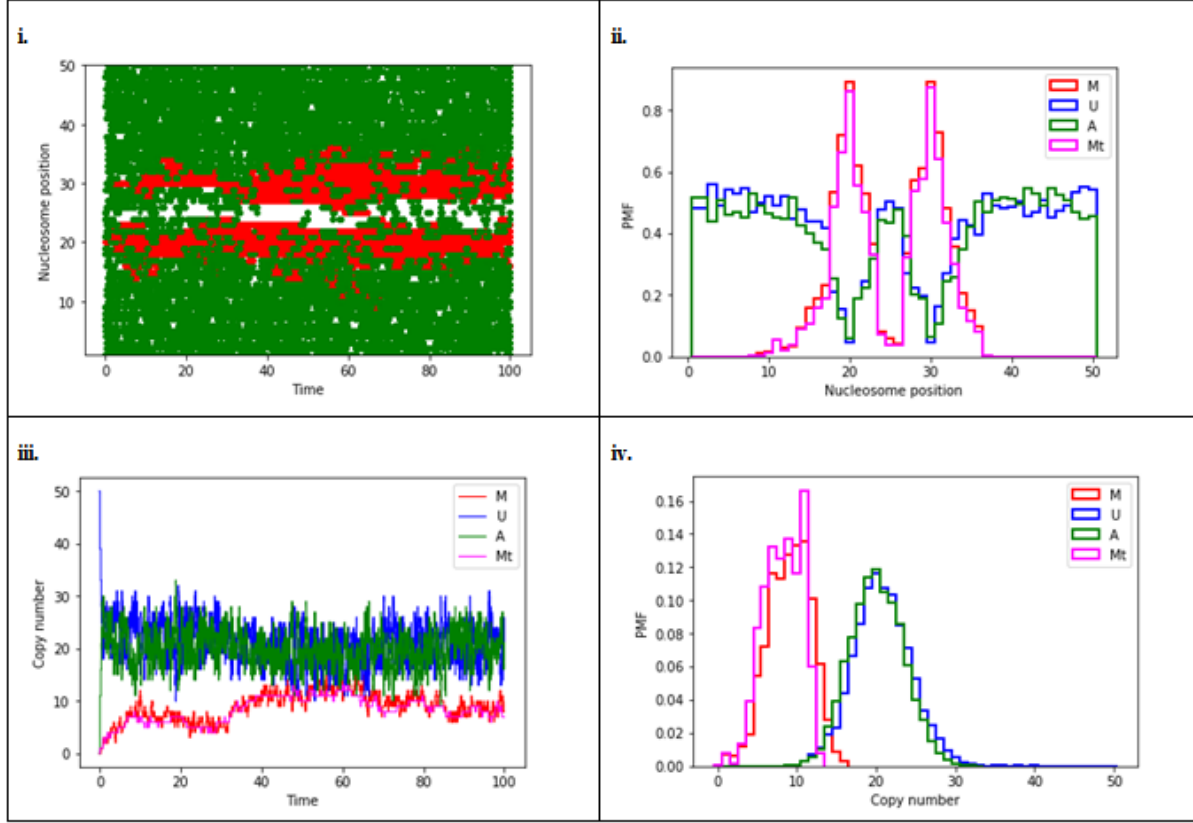 i.
50
40
30
20
10
Nucleosome position
0 20 40 60 80 100
Time
ii.
0.8
0.6
0.4
0.2
0.0
PMF
M
U
A
Mt
0 10 20 30 40 50
Nucleosome position
iii.
50
40
30
20
10
0
Copy number
M
U
A
Mt
0 20 40 60 80 100
Time
iv.
0.16
0.14
0.12
0.10
0.08
0.06
0.04
0.02
0.00
PMF
M
U
A
Mt
0 10 20 30 40 50
Copy number